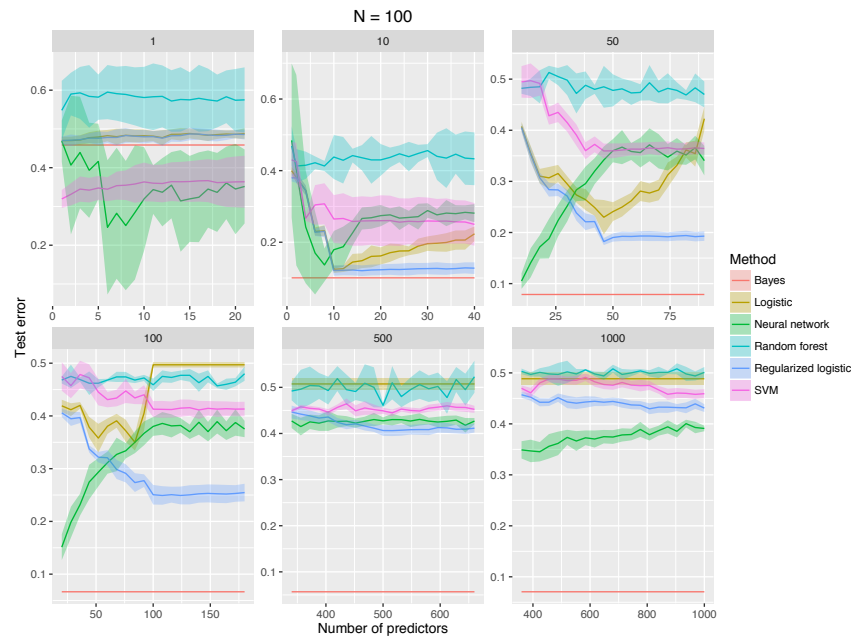 N = 100
1
10
50
0.6
0.4
0.2
0 5 10 15 20
0.6
0.4
0.2
0 10 20 30 40
0.5
0.4
0.3
0.2
0.1
25 50 75
Test error
100
500
1000
0.5
0.4
0.3
0.2
0.1
50 100 150
0.5
0.4
0.3
0.2
0.1
400 500 600
0.5
0.4
0.3
0.2
0.1
400 600 800 1000
Number of predictors
Method
Bayes
Logistic
Neural network
Random forest
Regularized logistic
SVM